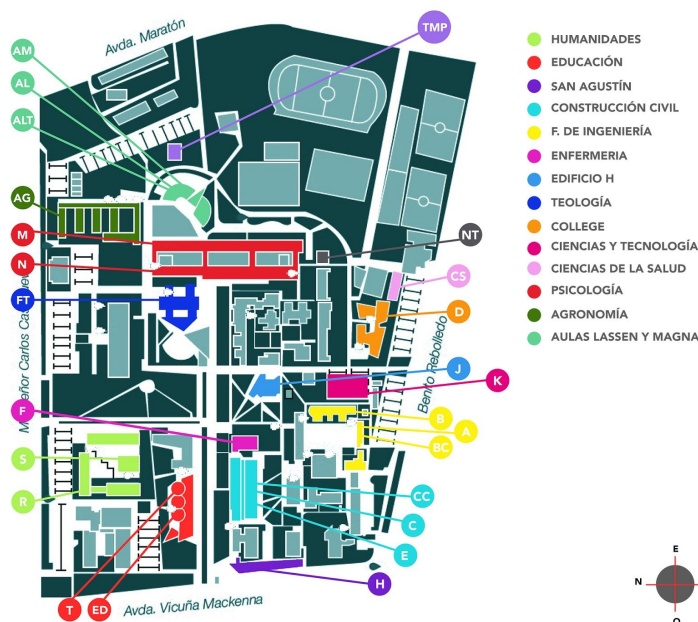 Avda. Maratón
TMP
AM
AL
ALT
AG
M
N
NT
CS
FT
D
J
K
F
B
A
BC
S
R
CC
C
E
H
T
ED
Carlos
Benito Rebolledo
Avda. Vicuña Mackenna
HUMANIDADES
EDUCACIÓN
SAN AGUSTÍN
CONSTRUCCIÓN CIVIL
F. DE INGENIERÍA
ENFERMERIA
EDIFICIO H
TEOLOGÍA
COLLEGE
CIENCIAS Y TECNOLOGÍA
CIENCIAS DE LA SALUD
PSICOLOGÍA
AGRONOMÍA
AULAS LASSEN Y MAGNA
E
N
O